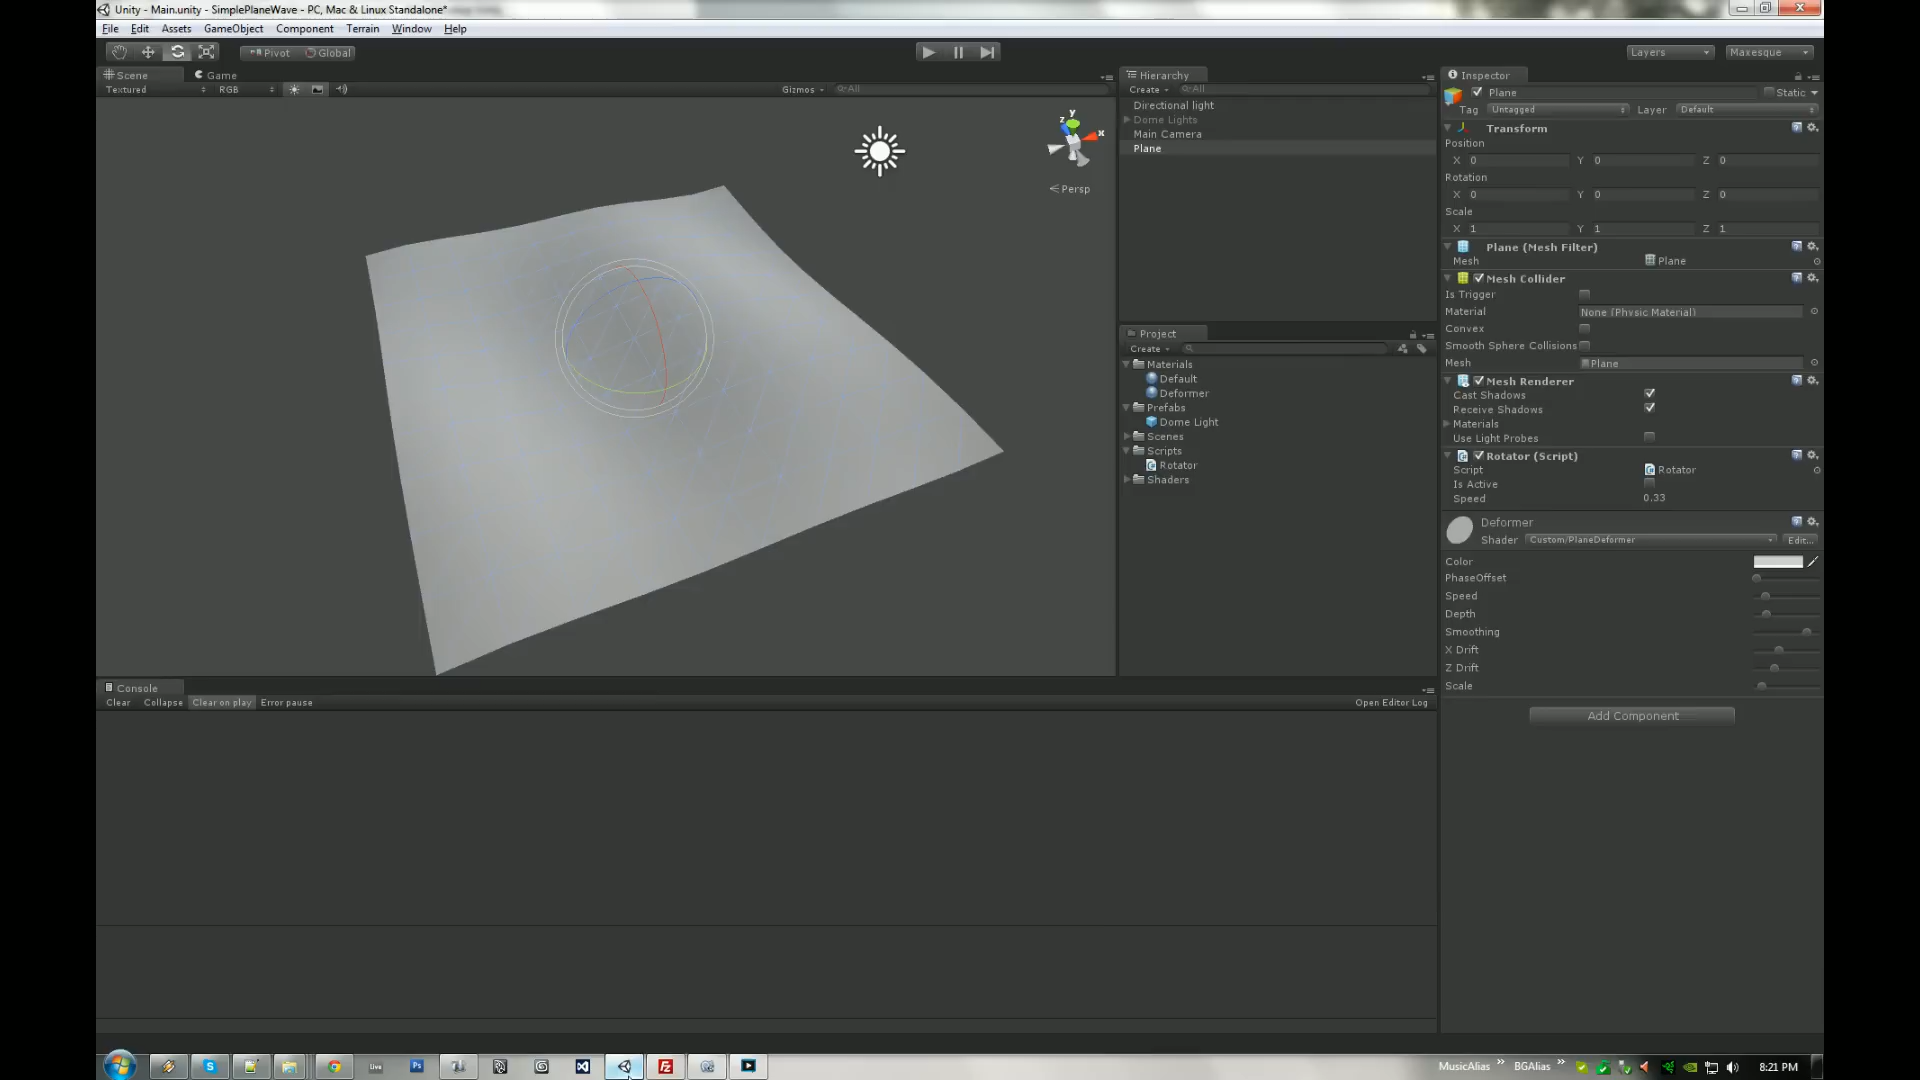 Unity - Main.unity - SimplePlaneWave - PC, Mac & Linux Standalone*
File Edit Assets GameObject Component Terrain Window Help
Pivot Global
Layers
Maxesque
Scene Game
Textured RGB
Gizmos All
Persp
y
z
x
Hierarchy
Create All
Directional light
Dome Lights
Main Camera
Plane
Project
Create
Materials
Default
Deformer
Prefabs
Dome Light
Scenes
Scripts
Rotator
Shaders
Inspector
Plane Static
Tag Untagged Layer Default
Transform
Position
X 0 Y 0 Z 0
Rotation
X 0 Y 0 Z 0
Scale
X 1 Y 1 Z 1
Plane (Mesh Filter)
Mesh Plane
Mesh Collider
Is Trigger
Material None (Physic Material)
Convex
Smooth Sphere Collisions
Mesh Plane
Mesh Renderer
Cast Shadows
Receive Shadows
Materials
Use Light Probes
Rotator (Script)
Script Rotator
Is Active
Speed 0.33
Deformer
Shader Custom/PlaneDeformer Edit...
Color
PhaseOffset
Speed
Depth
Smoothing
X Drift
Z Drift
Scale
Add Component
Console
Clear Collapse Clear on play Error pause Open Editor Log
Live
Ps
Fz
MusicAlias » BGAlias » 8:21 PM